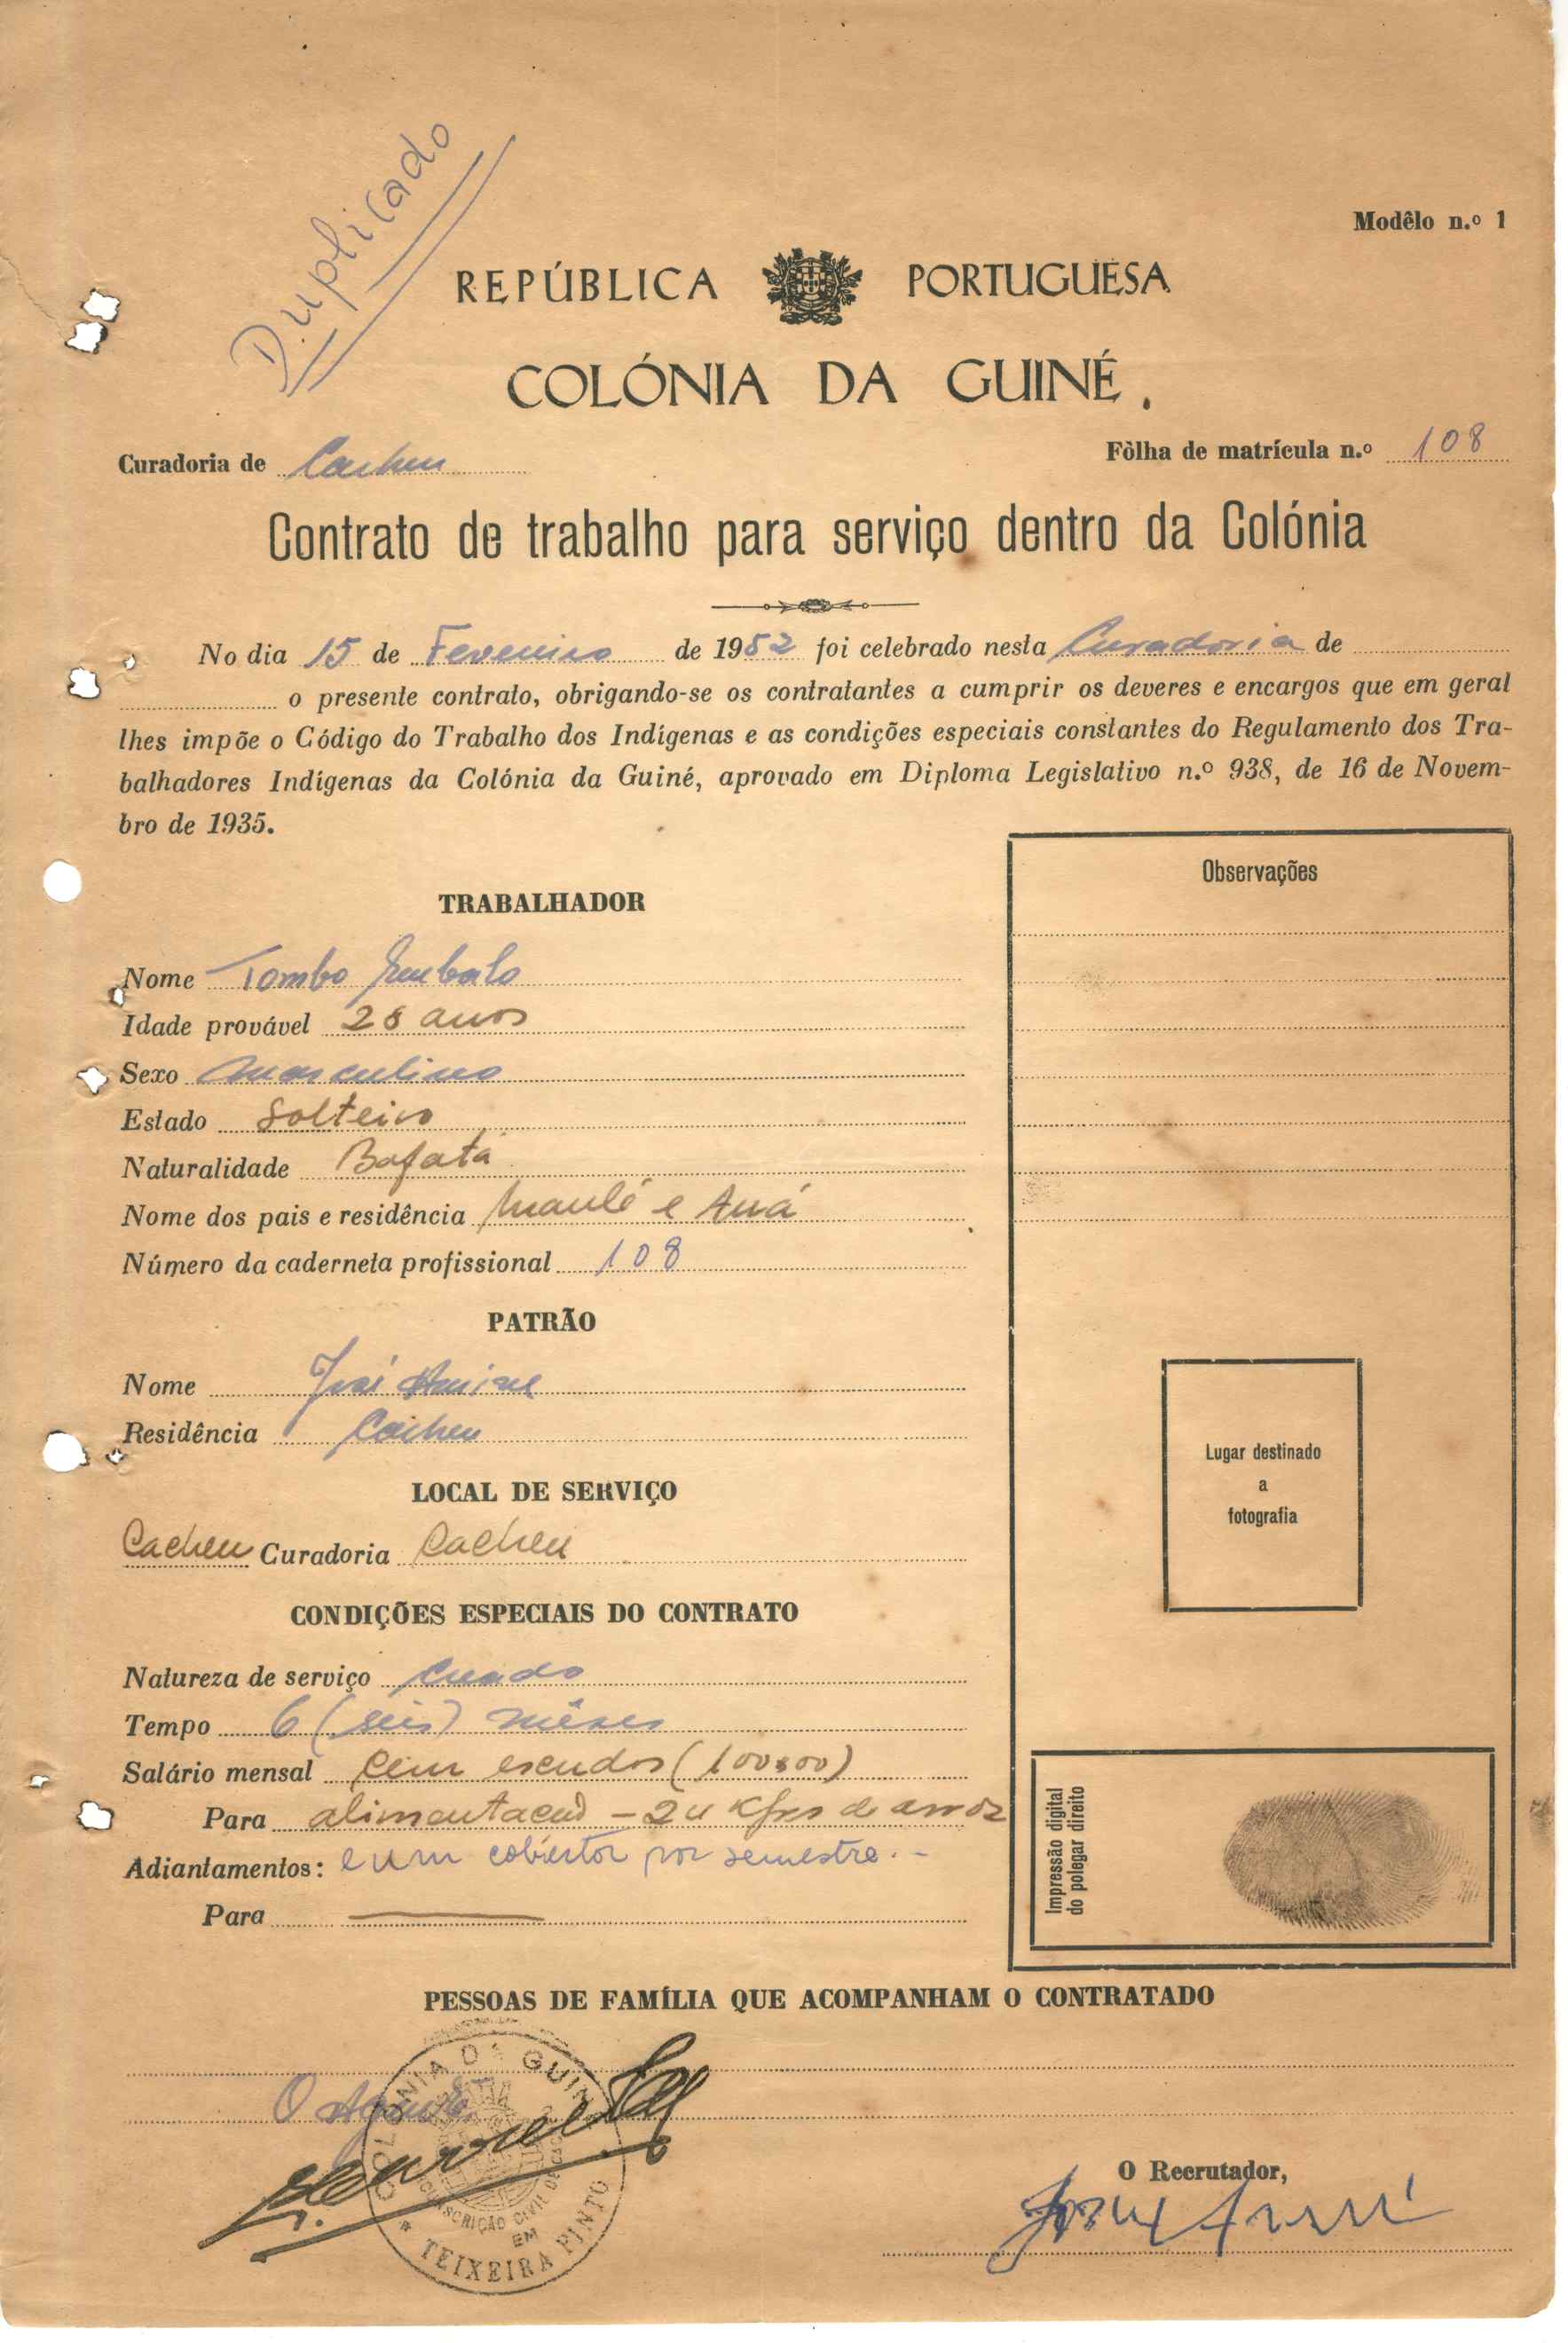 Duplicado
Modêlo n.º 1
REPÚBLICA PORTUGUESA
COLÓNIA DA GUINÉ
Curadoria de Cacheu
Fôlha de matrícula n.º 108
Contrato de trabalho para serviço dentro da Colónia
No dia 15 de Fevereiro de 1952 foi celebrado nesta Curadoria de
o presente contrato, obrigando-se os contratantes a cumprir os deveres e encargos que em geral
lhes impõe o Código do Trabalho dos Indígenas e as condições especiais constantes do Regulamento dos Tra-
balhadores Indígenas da Colónia da Guiné, aprovado em Diploma Legislativo n.º 938, de 16 de Novem-
bro de 1935.
Observações
TRABALHADOR
Nome Tombo Embalo
Idade provável 28 anos
Sexo masculino
Estado Solteiro
Naturalidade Bafatá
Nome dos pais e residência e
Número da caderneta profissional 108
PATRÃO
Nome José
Residência Cacheu
LOCAL DE SERVIÇO
Cacheu Curadoria Cacheu
Lugar destinado
a
fotografia
CONDIÇÕES ESPECIAIS DO CONTRATO
Natureza de serviço Criado
Tempo 6 (seis) mêses
Salário mensal Cem escudos (100$00)
Para alimentação - 24 Kgrs de arroz
Adiantamentos: e um cobertor por semestre.-
Para
Impressão digital
do polegar direito
PESSOAS DE FAMÍLIA QUE ACOMPANHAM O CONTRATADO
O
COLÓNIA DA GUINÉ
CIRCUNSCRIÇÃO CIVIL DE
EM
TEIXEIRA PINTO
O Recrutador,